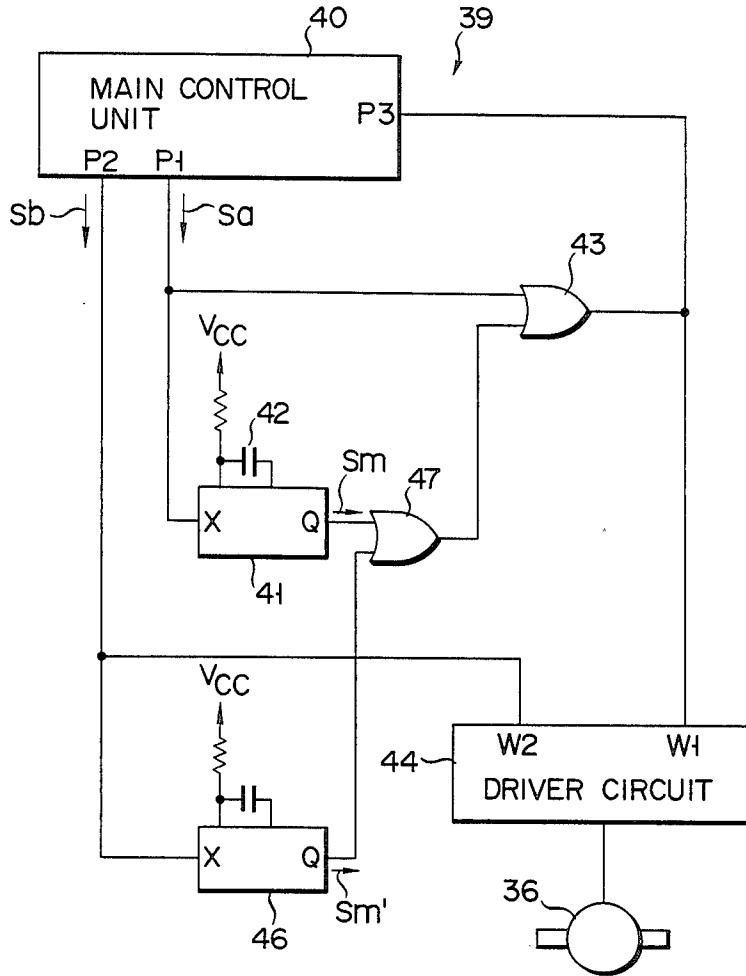 40
39
MAIN CONTROL
UNIT
P3
P2 P1
Sb
Sa
43
VCC
42
Sm
47
X Q
41
VCC
W2 W1
44
DRIVER CIRCUIT
X Q
Sm'
46
36